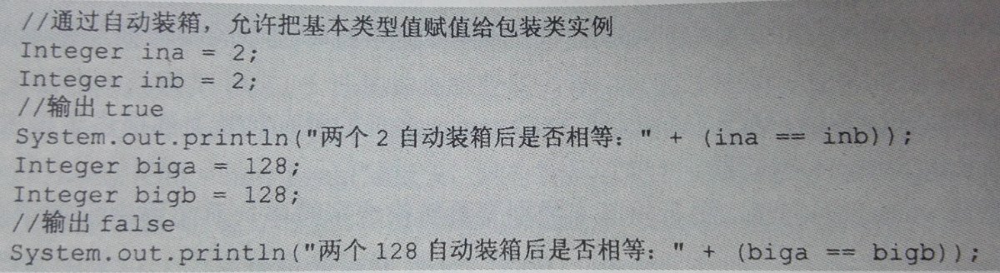 //通过自动装箱，允许把基本类型值赋值给包装类实例
Integer ina = 2;
Integer inb = 2;
//输出 true
System.out.println("两个 2 自动装箱后是否相等：" + (ina == inb));
Integer biga = 128;
Integer bigb = 128;
//输出 false
System.out.println("两个 128 自动装箱后是否相等：" + (biga == bigb));